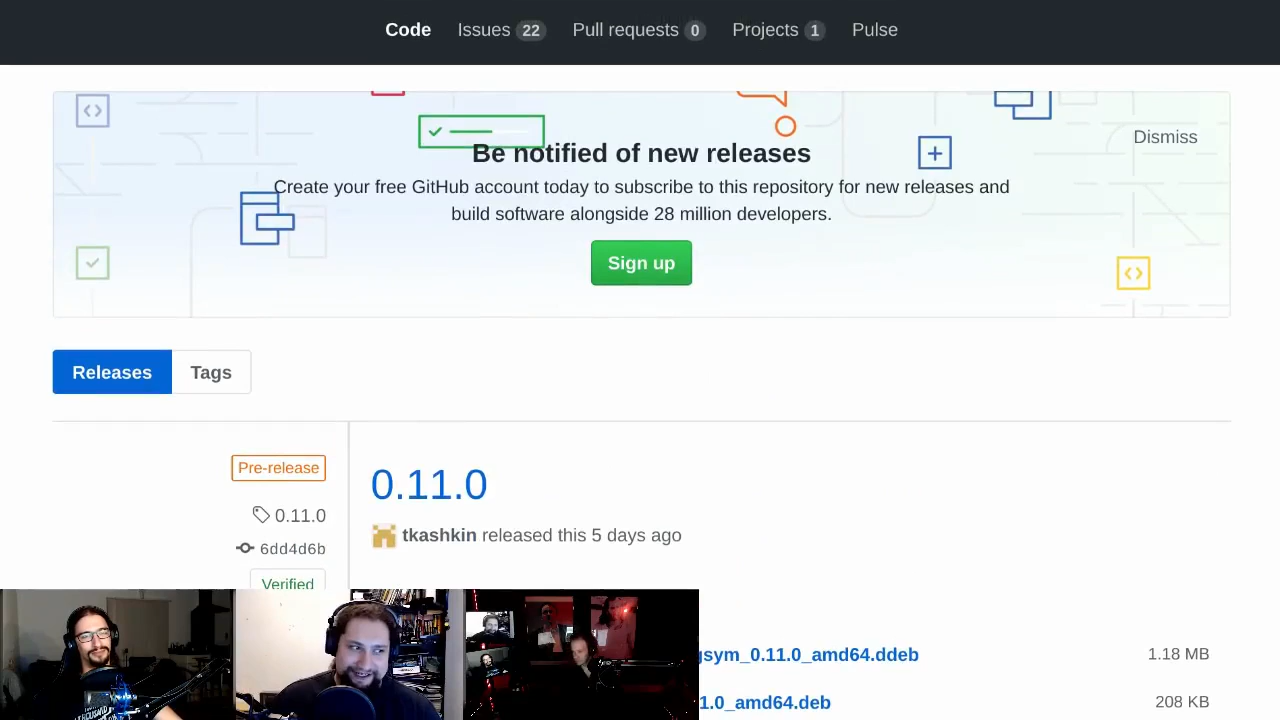 Code Issues 22 Pull requests 0 Projects 1 Pulse
Dismiss
Be notified of new releases
Create your free GitHub account today to subscribe to this repository for new releases and
build software alongside 28 million developers.
Sign up
Releases Tags
Pre-release
0.11.0
6dd4d6b
Verified
0.11.0
tkashkin released this 5 days ago
gsym_0.11.0_amd64.ddeb 1.18 MB
1.0_amd64.deb 208 KB